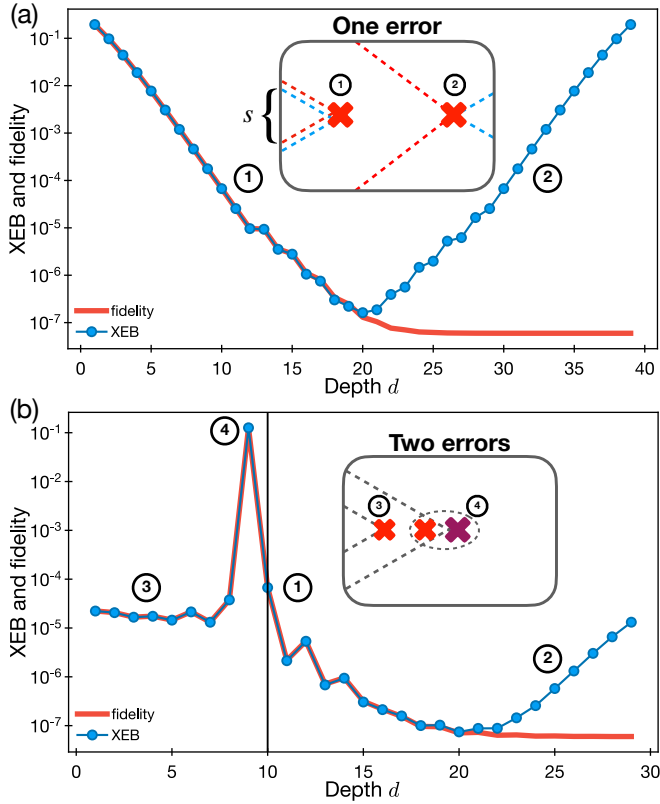 (a)
One error
XEB and fidelity
10⁻¹
10⁻²
10⁻³
10⁻⁴
10⁻⁵
10⁻⁶
10⁻⁷
s
1
2
1
2
fidelity
XEB
0 5 10 15 20 25 30 35 40
Depth d
(b)
Two errors
XEB and fidelity
10⁻¹
10⁻²
10⁻³
10⁻⁴
10⁻⁵
10⁻⁶
10⁻⁷
4
3
4
3
1
2
fidelity
XEB
0 5 10 15 20 25 30
Depth d